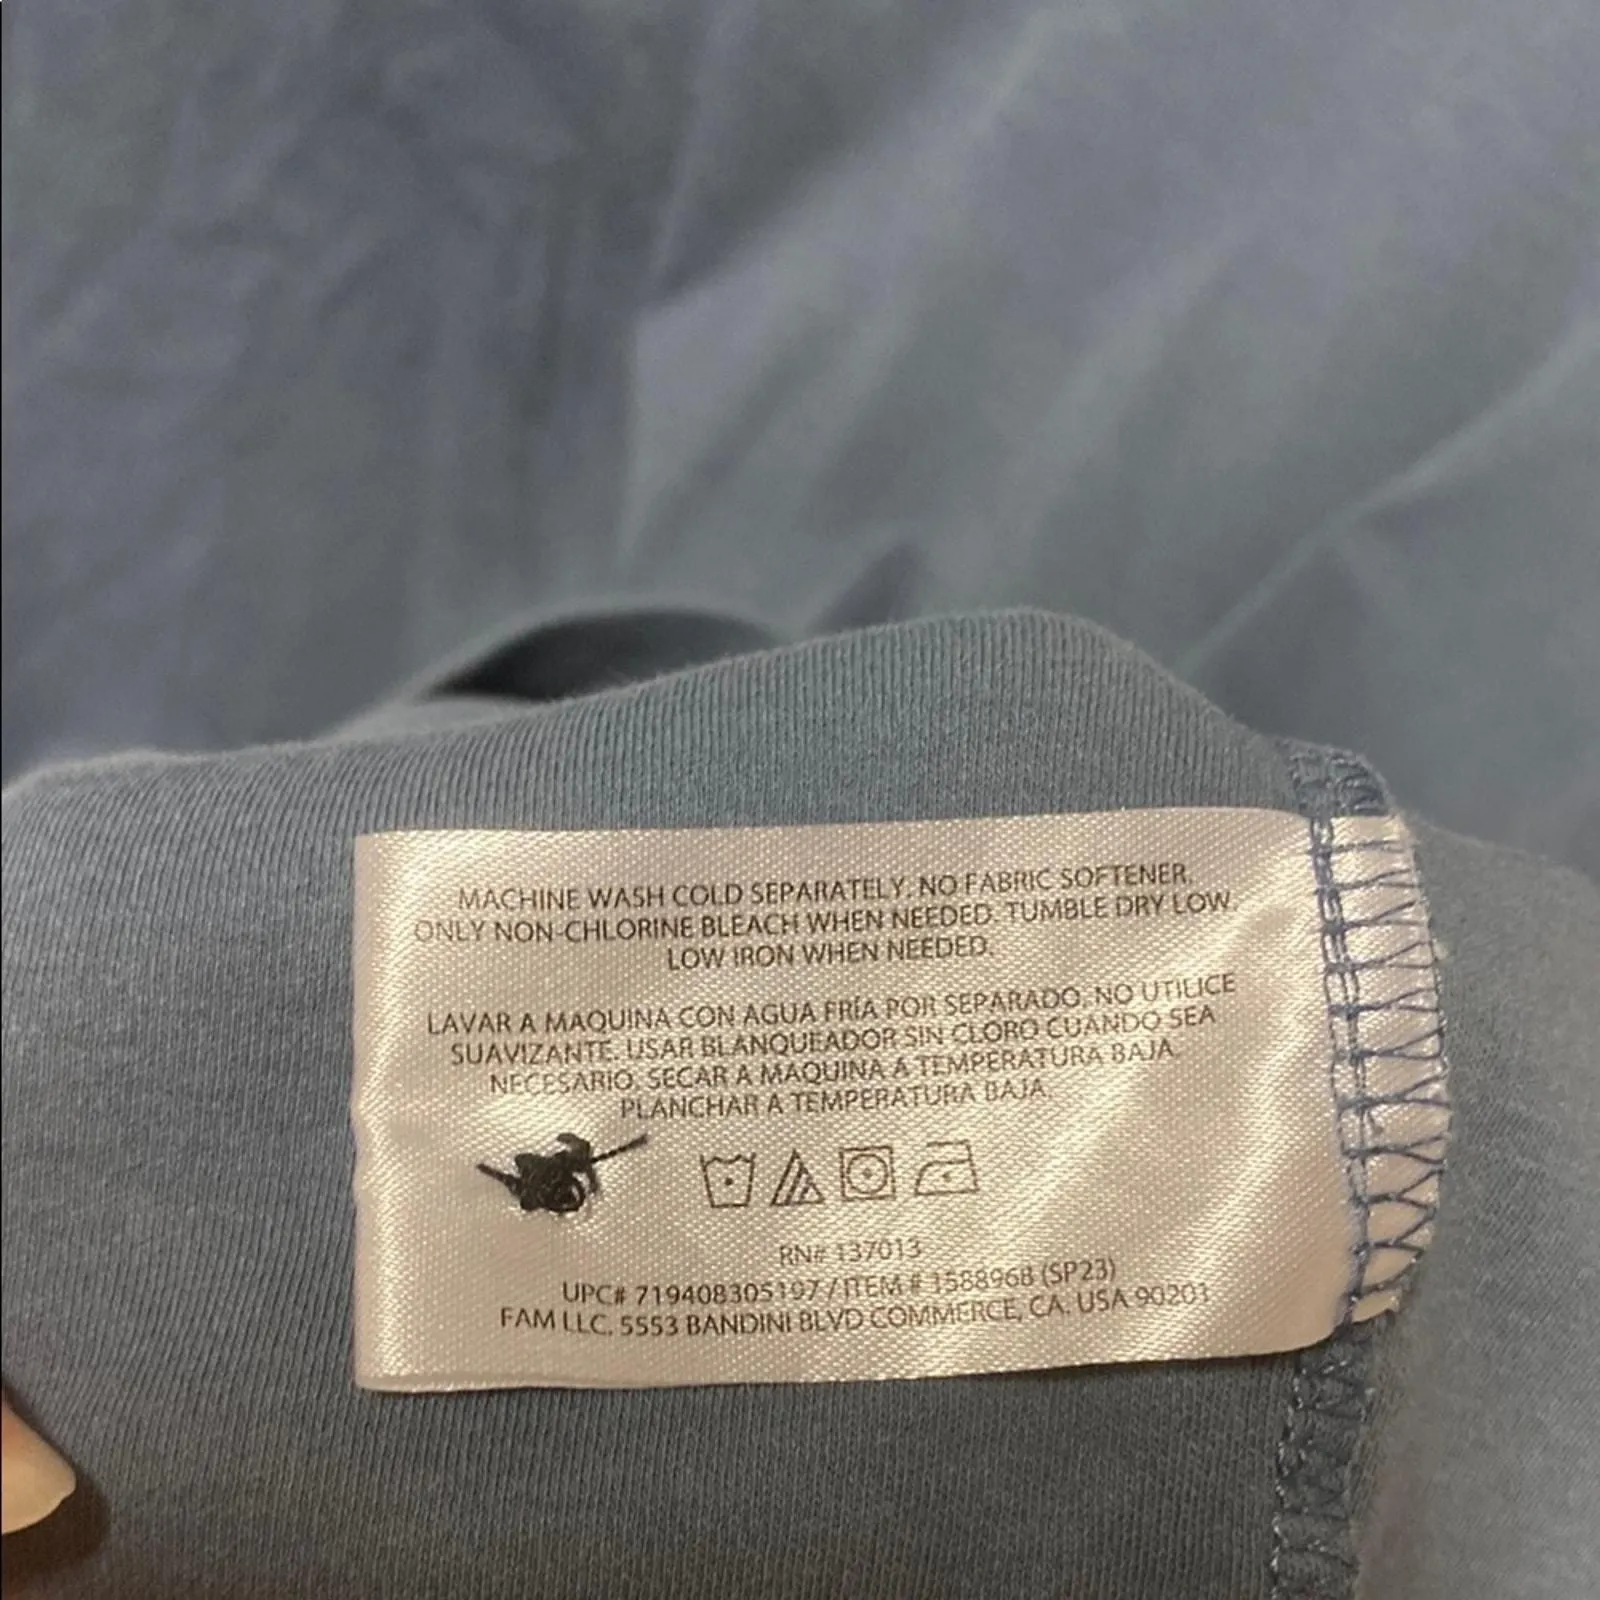 MACHINE WASH COLD SEPARATELY. NO FABRIC SOFTENER.
ONLY NON-CHLORINE BLEACH WHEN NEEDED. TUMBLE DRY LOW.
LOW IRON WHEN NEEDED.
LAVAR A MAQUINA CON AGUA FRÍA POR SEPARADO. NO UTILICE
SUAVIZANTE. USAR BLANQUEADOR SIN CLORO CUANDO SEA
NECESARIO. SECAR A MAQUINA A TEMPERATURA BAJA.
PLANCHAR A TEMPERATURA BAJA.
RN# 137013
UPC# 719408305197 / ITEM # 1588968 (SP23)
FAM LLC. 5553 BANDINI BLVD COMMERCE, CA. USA 90201